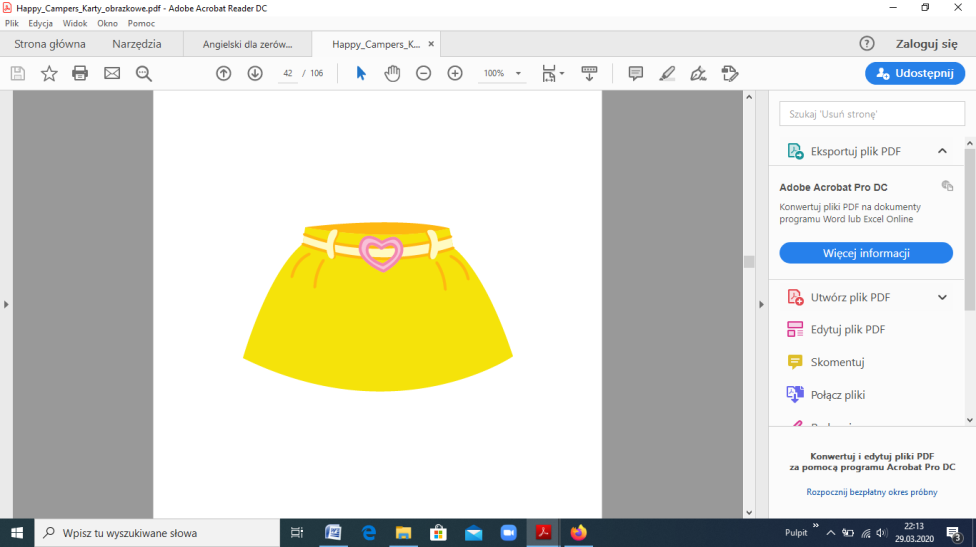 Happy_Campers_Karty_obrazkowe.pdf - Adobe Acrobat Reader DC
Plik Edycja Widok Okno Pomoc
Strona główna Narzędzia Angielski dla zerów... Happy_Campers_K... × Zaloguj się
42 / 106 100% Udostępnij
Szukaj 'Usuń stronę'
Eksportuj plik PDF
Adobe Acrobat Pro DC
Konwertuj pliki PDF na dokumenty
programu Word lub Excel Online
Więcej informacji
Utwórz plik PDF
Edytuj plik PDF
Skomentuj
Połącz pliki
Konwertuj i edytuj pliki PDF
za pomocą programu Acrobat Pro DC
Rozpocznij bezpłatny okres próbny
Wpisz tu wyszukiwane słowa
Pulpit
22:13
29.03.2020
3